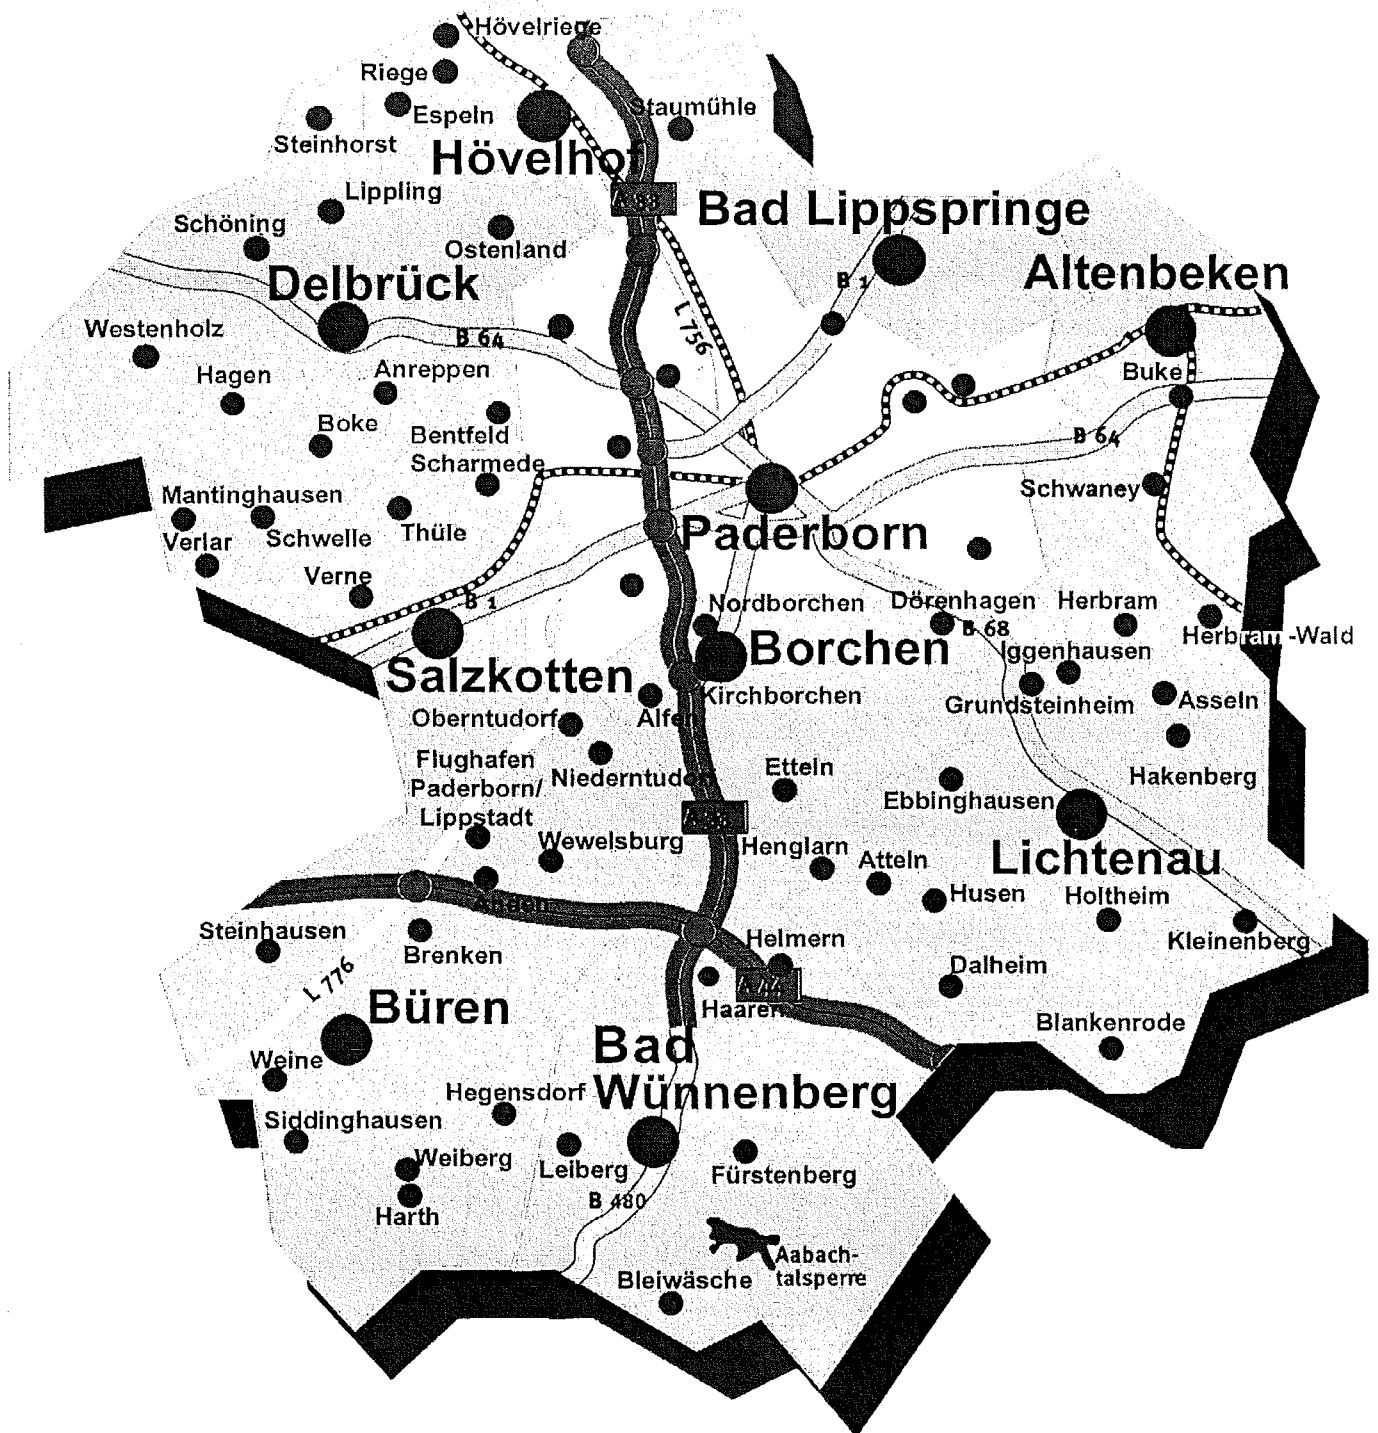 Hövelriege
Riege
Espeln
Staumühle
Steinhorst
Hövelhof
Lippling
A 33
Bad Lippspringe
Schöning
Ostenland
Altenbeken
Delbrück
B 1
Westenholz
B 64
L 756
Hagen
Anreppen
Buke
Boke
Bentfeld
B 64
Scharmede
Mantinghausen
Schwaney
Verlar
Schwelle
Thüle
Paderborn
Verne
B 1
Nordborchen
Dörenhagen
Herbram
B 68
Herbram-Wald
Borchen
Iggenhausen
Salzkotten
Kirchborchen
Grundsteinheim
Asseln
Oberntudorf
Alfen
Flughafen
Paderborn/
Lippstadt
Niederntudorf
Etteln
Hakenberg
Ebbinghausen
A 33
Wewelsburg
Henglarn
Atteln
Lichtenau
Ahden
Husen
Holtheim
Steinhausen
Brenken
Helmern
Kleinenberg
L 776
Dalheim
A 44
Büren
Haaren
Blankenrode
Weine
Bad
Wünnenberg
Hegensdorf
Siddinghausen
Weiberg
Leiberg
Fürstenberg
Harth
B 480
Aabach-
talsperre
Bleiwäsche